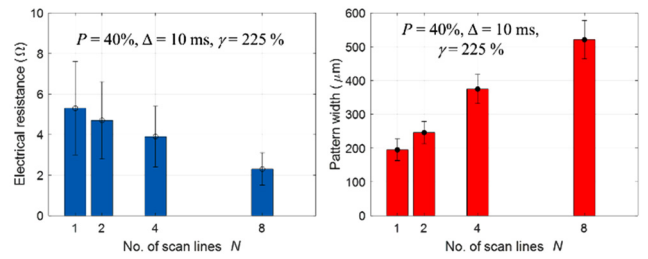 P = 40%, Δ = 10 ms, γ = 225 %
Electrical resistance (Ω)
10
8
6
4
2
0
1 2 4 8
No. of scan lines N
P = 40%, Δ = 10 ms,
γ = 225 %
Pattern width (μm)
600
500
400
300
200
100
0
1 2 4 8
No. of scan lines N